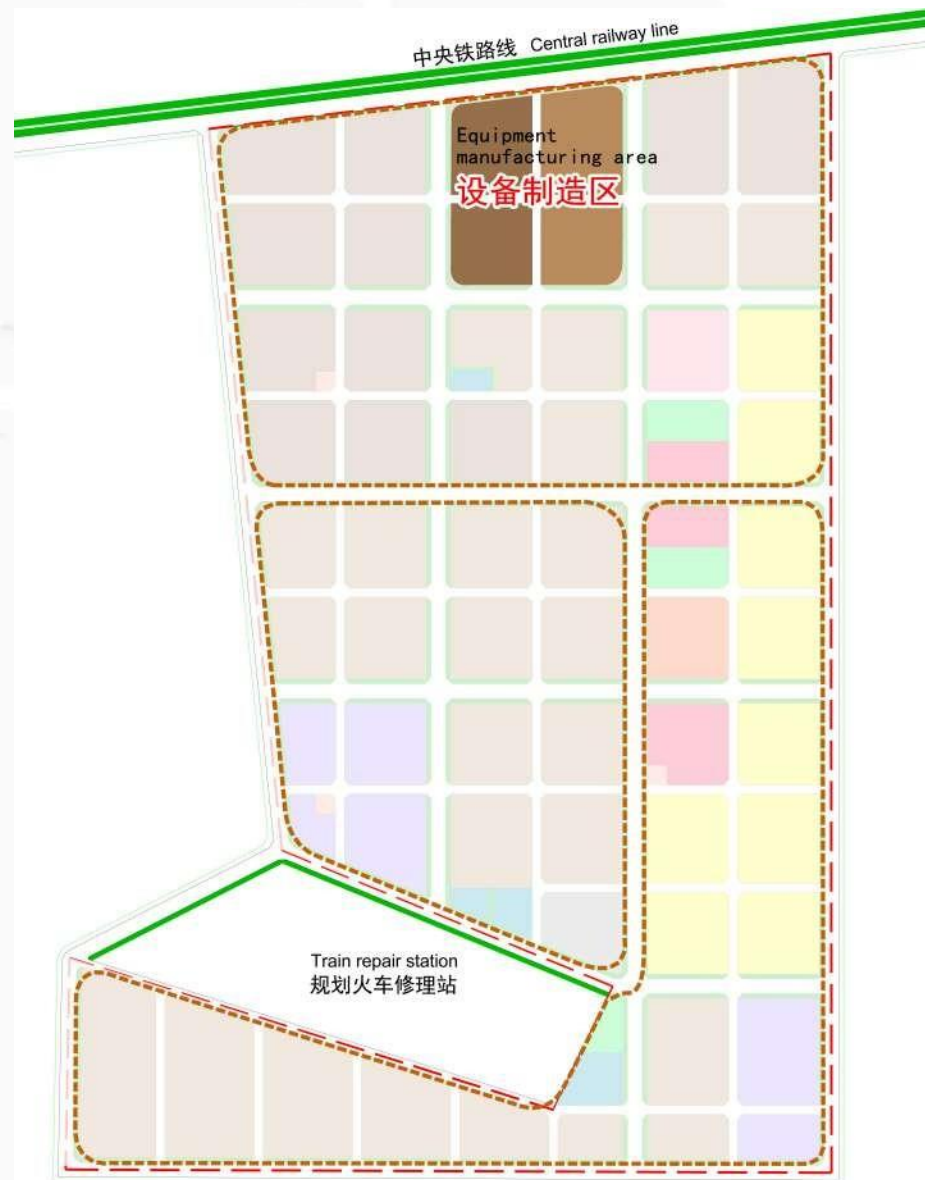 中央铁路线 Central railway line
Equipment
manufacturing area
设备制造区
Train repair station
规划火车修理站